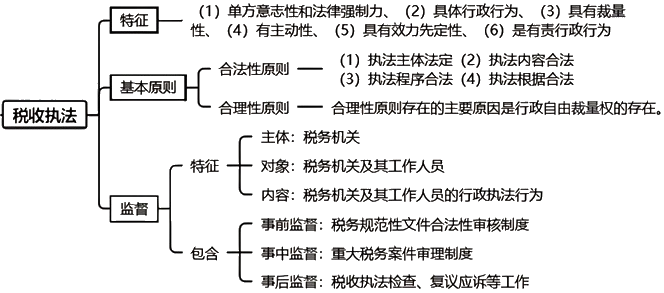 税收执法
特征
（1）单方意志性和法律强制力、（2）具体行政行为、（3）具有裁量
性、（4）有主动性、（5）具有效力先定性、（6）是有责行政行为
基本原则
合法性原则
（1）执法主体法定（2）执法内容合法
（3）执法程序合法（4）执法根据合法
合理性原则
合理性原则存在的主要原因是行政自由裁量权的存在。
监督
特征
主体：税务机关
对象：税务机关及其工作人员
内容：税务机关及其工作人员的行政执法行为
包含
事前监督：税务规范性文件合法性审核制度
事中监督：重大税务案件审理制度
事后监督：税收执法检查、复议应诉等工作